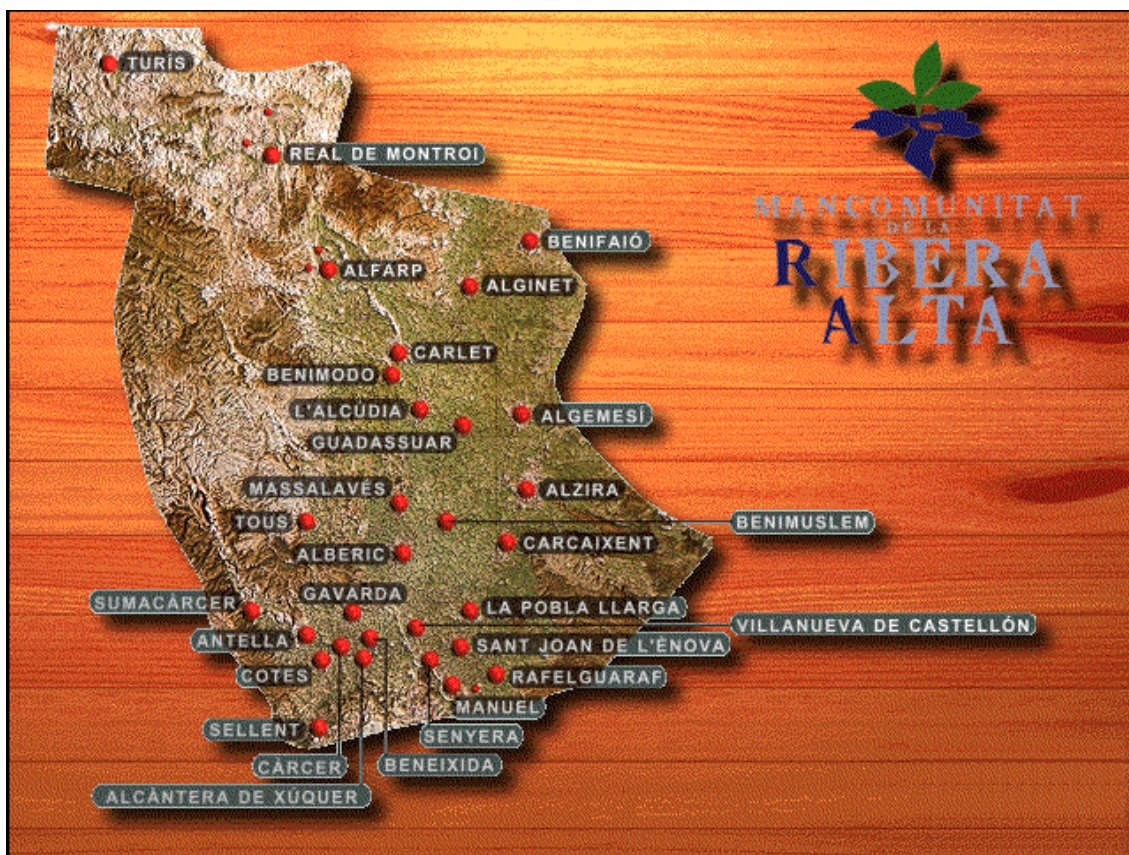 TURÍS
REAL DE MONTROI
MANCOMUNITAT
DE LA
RIBERA
ALTA
BENIFAIÓ
ALFARP
ALGINET
CARLET
BENIMODO
L'ALCÚDIA
ALGEMESÍ
GUADASSUAR
MASSALAVÉS
ALZIRA
TOUS
BENIMUSLEM
CARCAIXENT
ALBERIC
GAVARDA
SUMACÀRCER
LA POBLA LLARGA
VILLANUEVA DE CASTELLÓN
ANTELLA
SANT JOAN DE L'ÈNOVA
COTES
RAFELGUARAF
MANUEL
SELLENT
SENYERA
CÀRCER
BENEIXIDA
ALCÀNTERA DE XÚQUER